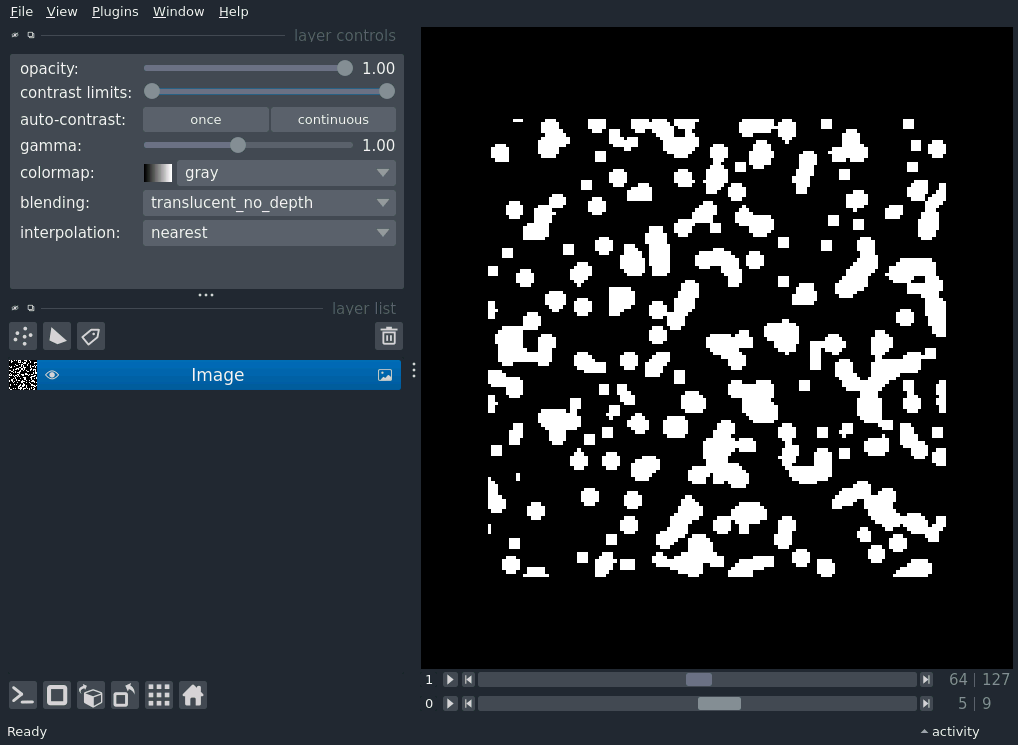 File View Plugins Window Help
layer controls
opacity: 1.00
contrast limits:
auto-contrast: once continuous
gamma: 1.00
colormap: gray
blending: translucent_no_depth
interpolation: nearest
layer list
Image
1 64 | 127
0 5 | 9
Ready activity